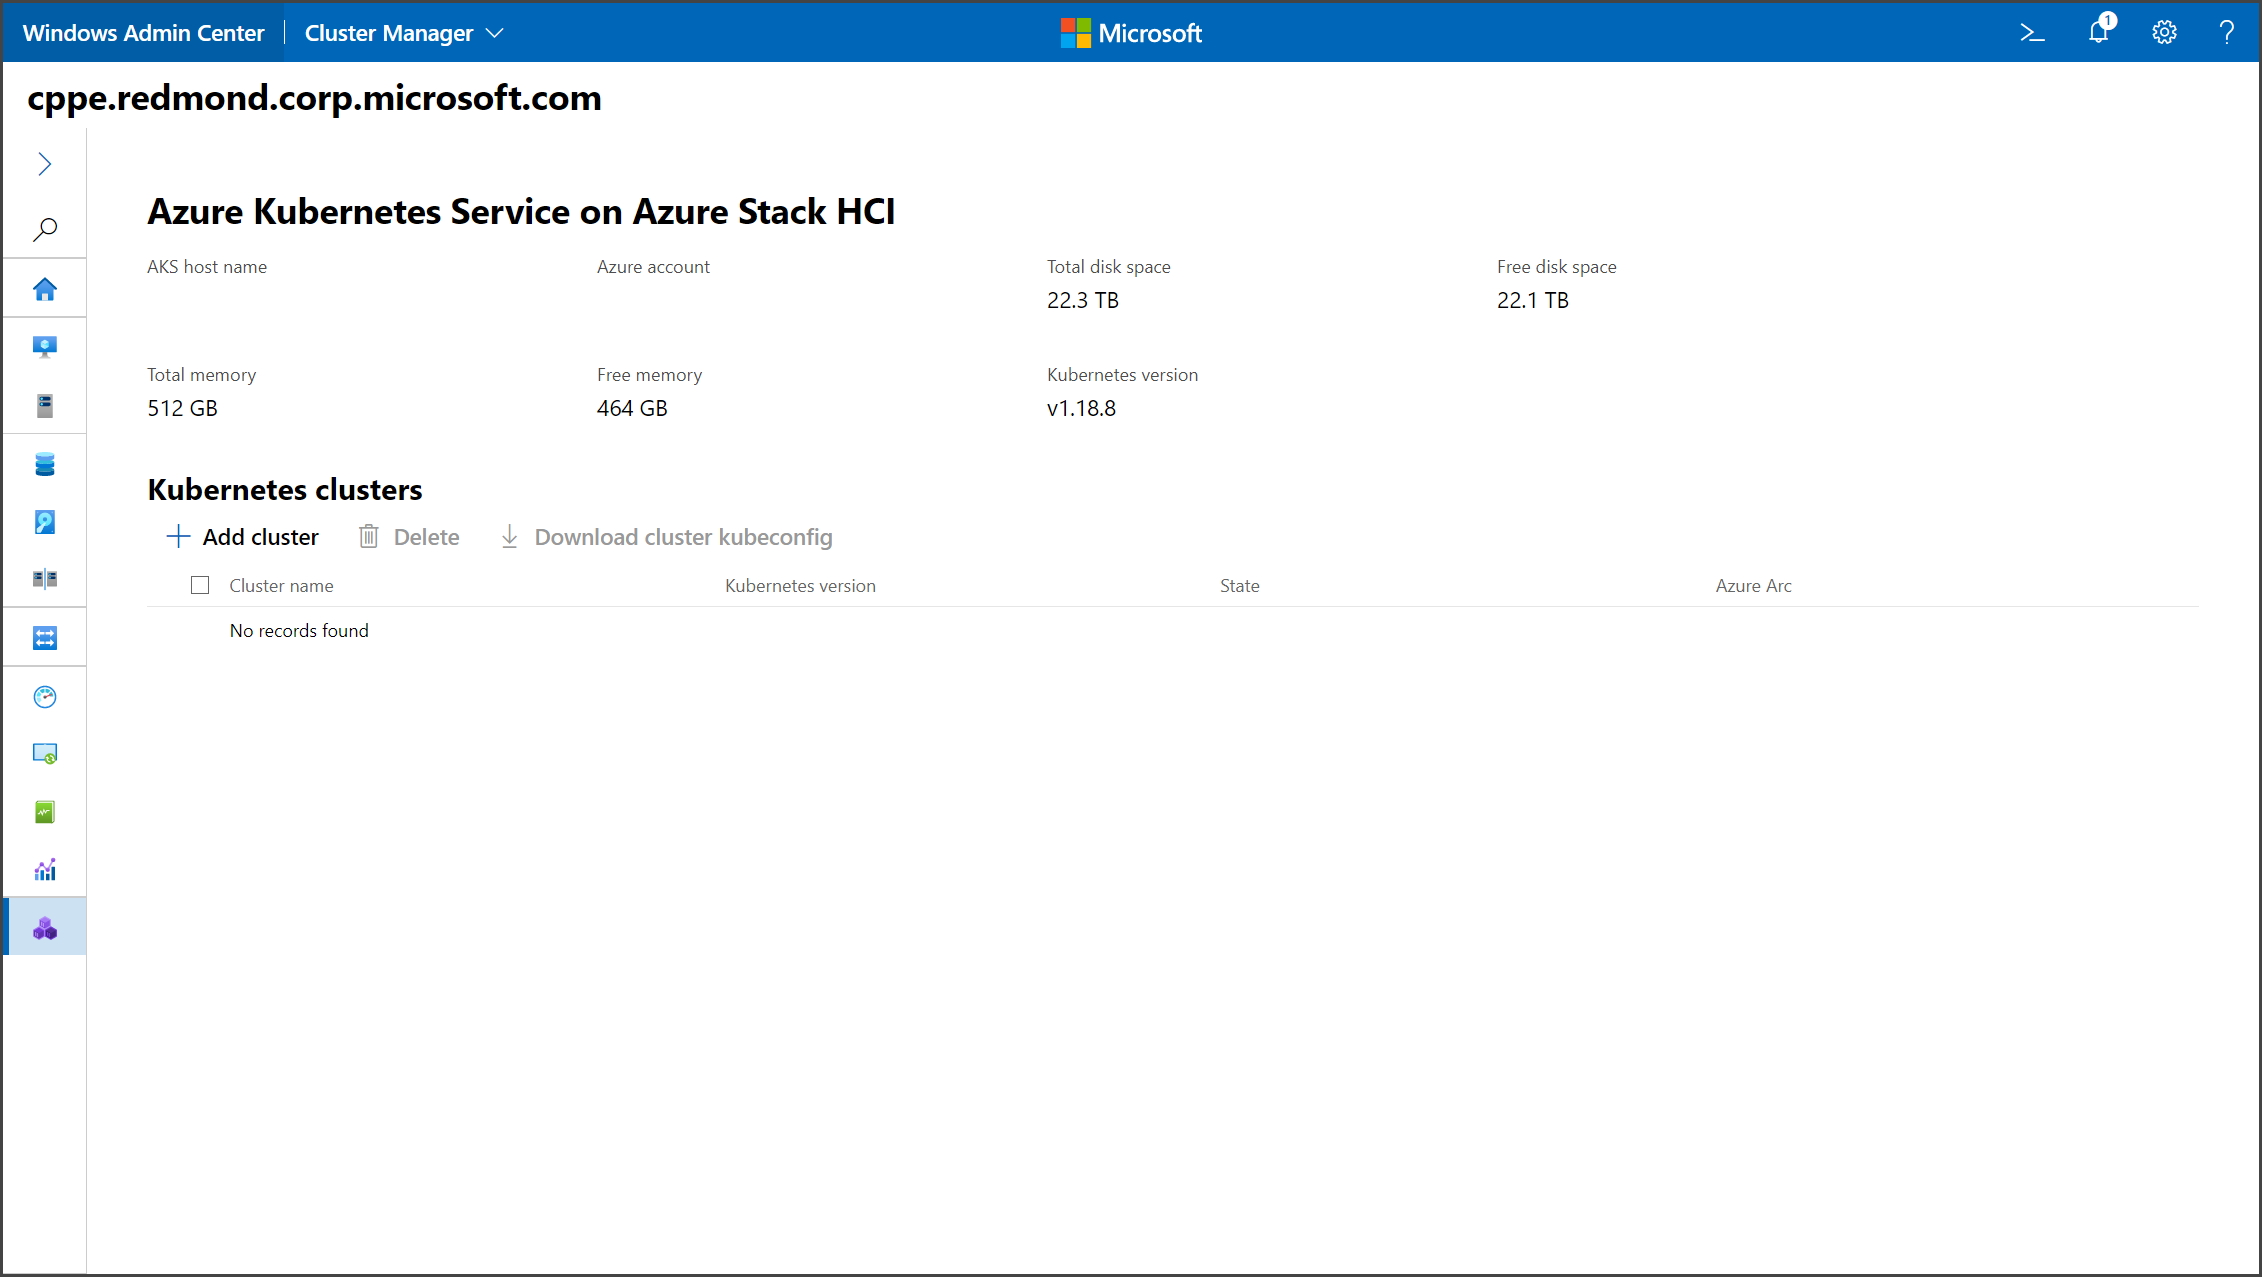 Windows Admin Center | Cluster Manager
Microsoft
1
cppe.redmond.corp.microsoft.com
Azure Kubernetes Service on Azure Stack HCI
AKS host name
Azure account
Total disk space
22.3 TB
Free disk space
22.1 TB
Total memory
512 GB
Free memory
464 GB
Kubernetes version
v1.18.8
Kubernetes clusters
Add cluster
Delete
Download cluster kubeconfig
Cluster name
Kubernetes version
State
Azure Arc
No records found